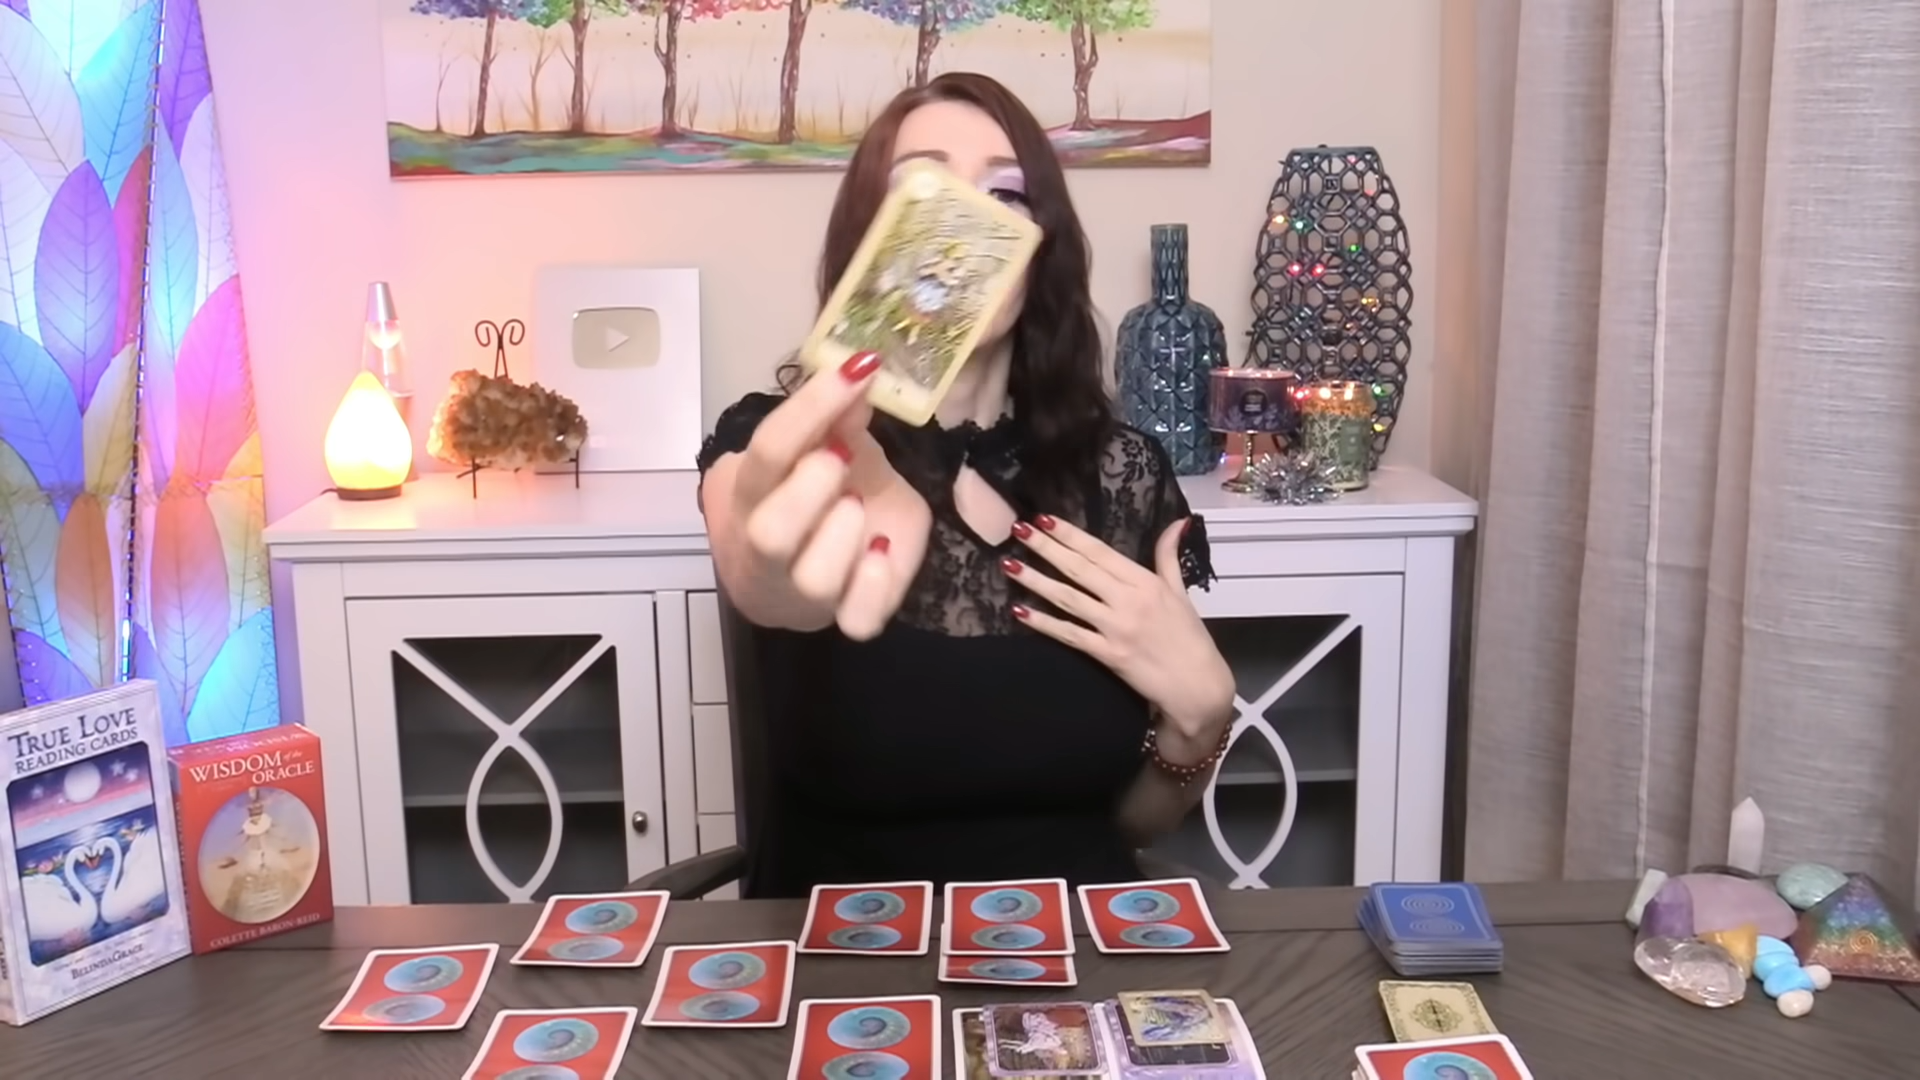 TRUE LOVE
READING CARDS
BELINDAGRACE
WISDOM of the
ORACLE
COLETTE BARON-REID